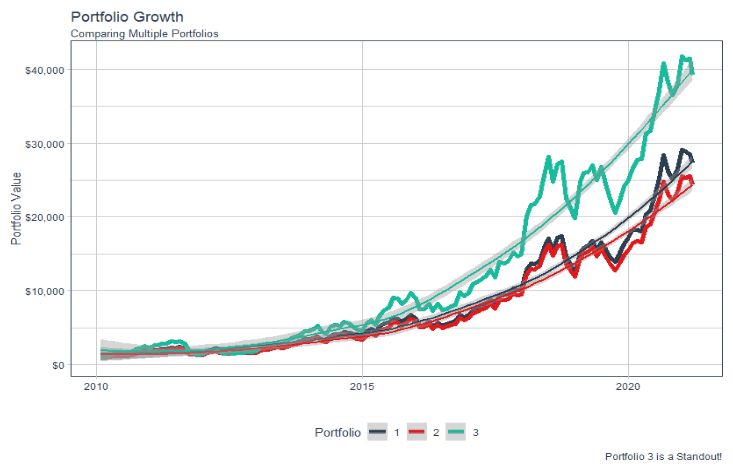 Portfolio Growth
Comparing Multiple Portfolios
$40,000
$30,000
$20,000
$10,000
$0
Portfolio Value
2010 2015 2020
Portfolio 1 2 3
Portfolio 3 is a Standout!